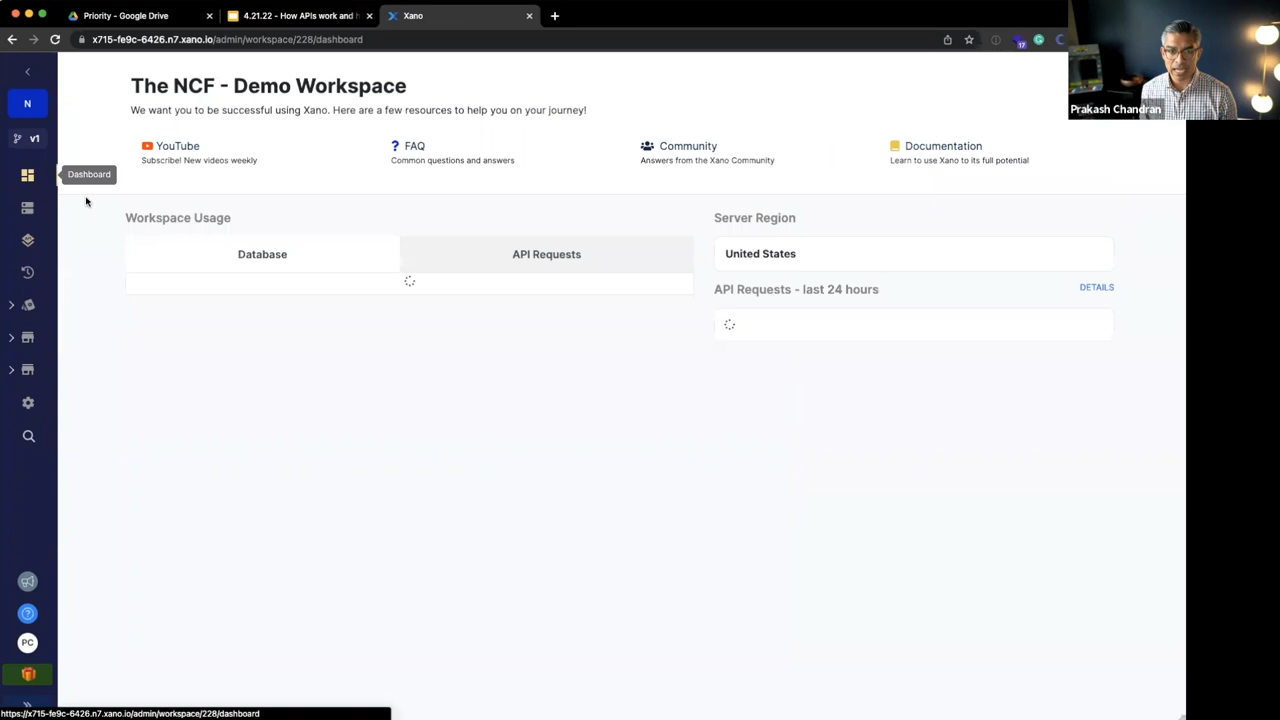 Priority - Google Drive
4.21.22 - How APIs work and h
Xano
x715-fe9c-6426.n7.xano.io/admin/workspace/228/dashboard
17
Prakash Chandran
N
v1
The NCF - Demo Workspace
We want you to be successful using Xano. Here are a few resources to help you on your journey!
YouTube
Subscribe! New videos weekly
FAQ
Common questions and answers
Community
Answers from the Xano Community
Documentation
Learn to use Xano to its full potential
Dashboard
Workspace Usage
Server Region
Database
API Requests
United States
API Requests - last 24 hours
DETAILS
PC
https://x715-fe9c-6426.n7.xano.io/admin/workspace/228/dashboard